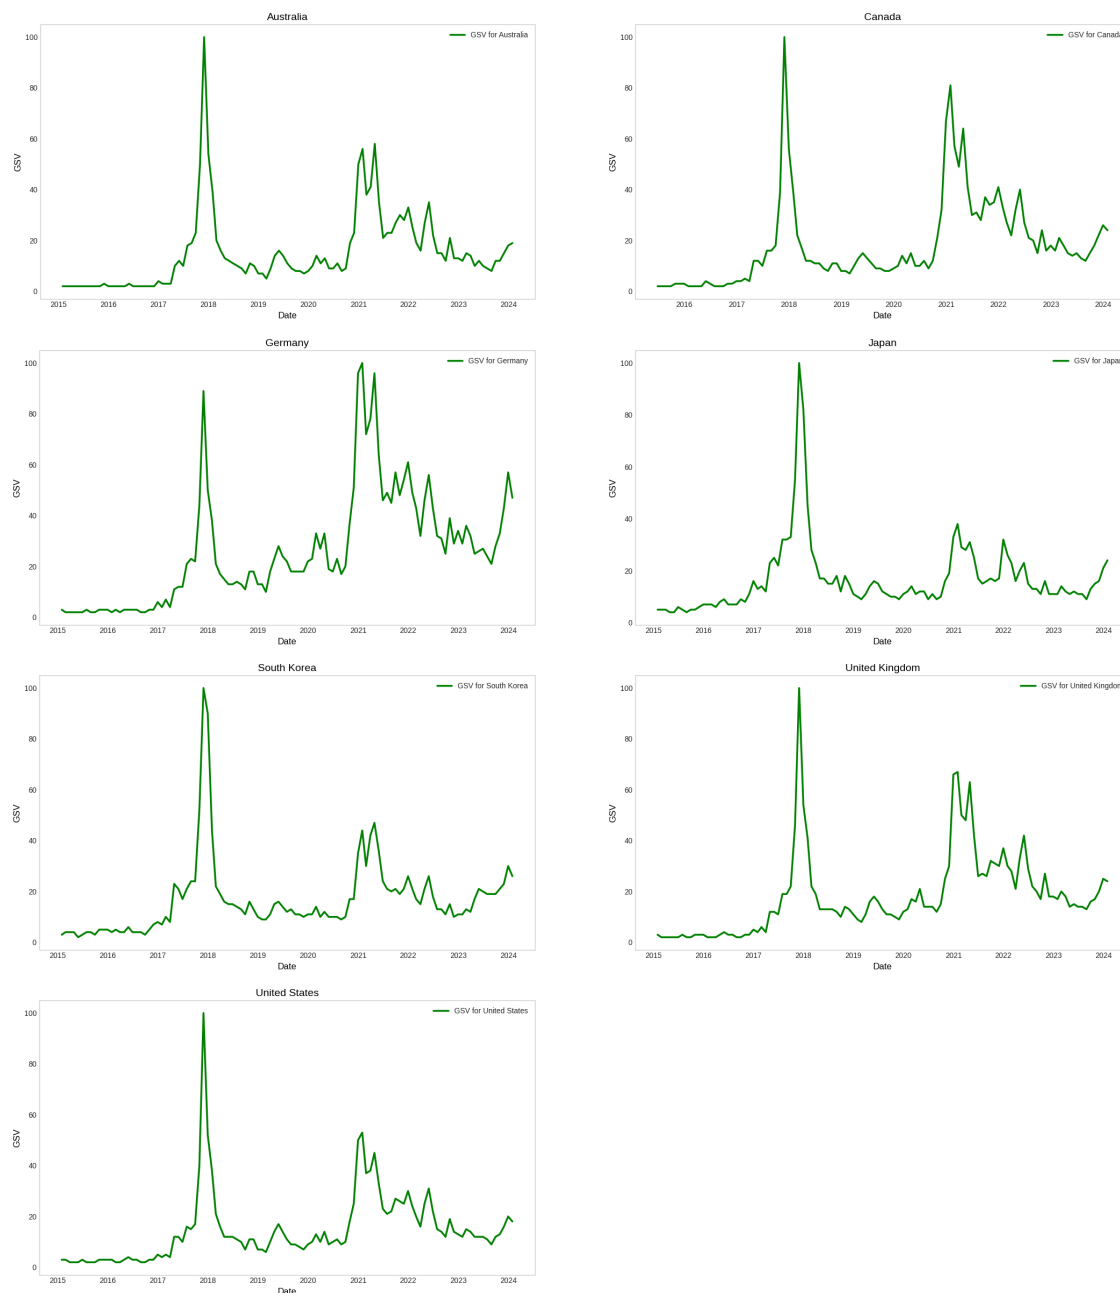 Australia
GSV for Australia
100
80
60
40
20
0
GSV
2015 2016 2017 2018 2019 2020 2021 2022 2023 2024
Date
Canada
GSV for Canada
100
80
60
40
20
0
GSV
2016 2017 2018 2019 2020 2021 2022 2023 2024
Date
Germany
GSV for Germany
100
80
60
40
20
0
GSV
2015 2016 2017 2018 2019 2020 2021 2022 2023 2024
Date
Japan
GSV for Japan
100
80
60
40
20
0
GSV
2015 2016 2017 2018 2019 2020 2021 2022 2023 2024
Date
South Korea
GSV for South Korea
100
80
60
40
20
0
GSV
2015 2016 2017 2018 2019 2020 2021 2022 2023 2024
Date
United Kingdom
GSV for United Kingdom
100
80
60
40
20
0
GSV
2015 2016 2017 2018 2019 2020 2021 2022 2023 2024
Date
United States
GSV for United States
100
80
60
40
20
0
GSV
2015 2016 2017 2018 2019 2020 2021 2022 2023 2024
Date